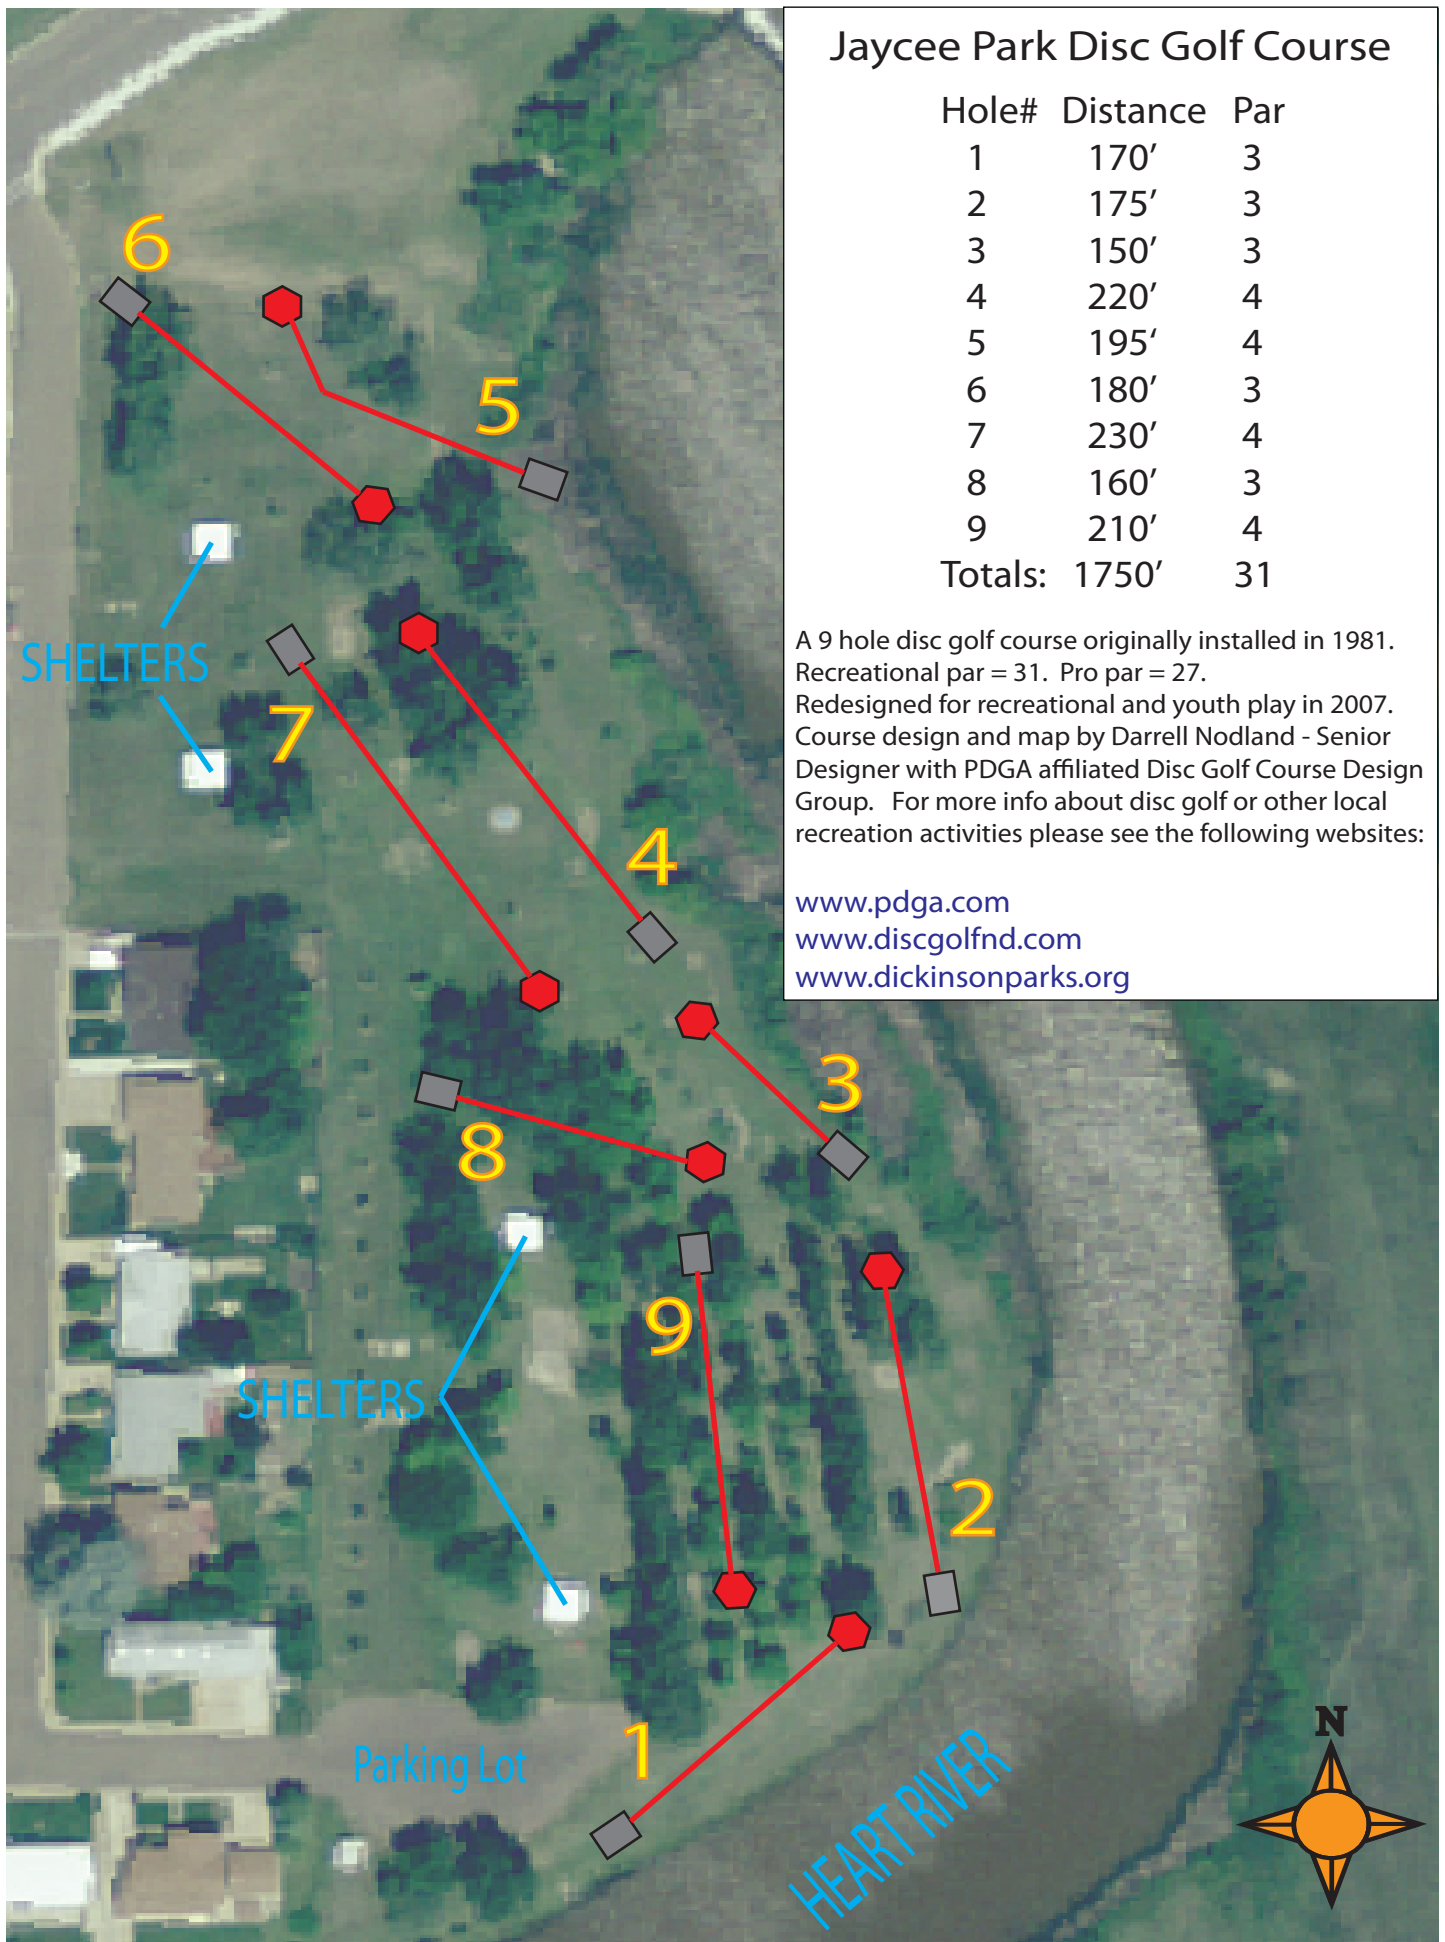 Jaycee Park Disc Golf Course
Hole# Distance Par
1 170’ 3
2 175’ 3
3 150’ 3
4 220’ 4
5 195‘ 4
6 180’ 3
7 230’ 4
8 160’ 3
9 210’ 4
Totals: 1750’ 31
A 9 hole disc golf course originally installed in 1981.
Recreational par = 31. Pro par = 27.
Redesigned for recreational and youth play in 2007.
Course design and map by Darrell Nodland - Senior
Designer with PDGA affiliated Disc Golf Course Design
Group. For more info about disc golf or other local
recreation activities please see the following websites:
www.pdga.com
www.discgolfnd.com
www.dickinsonparks.org
6
5
SHELTERS
7
4
3
8
9
SHELTERS
2
1
Parking Lot
HEART RIVER
N